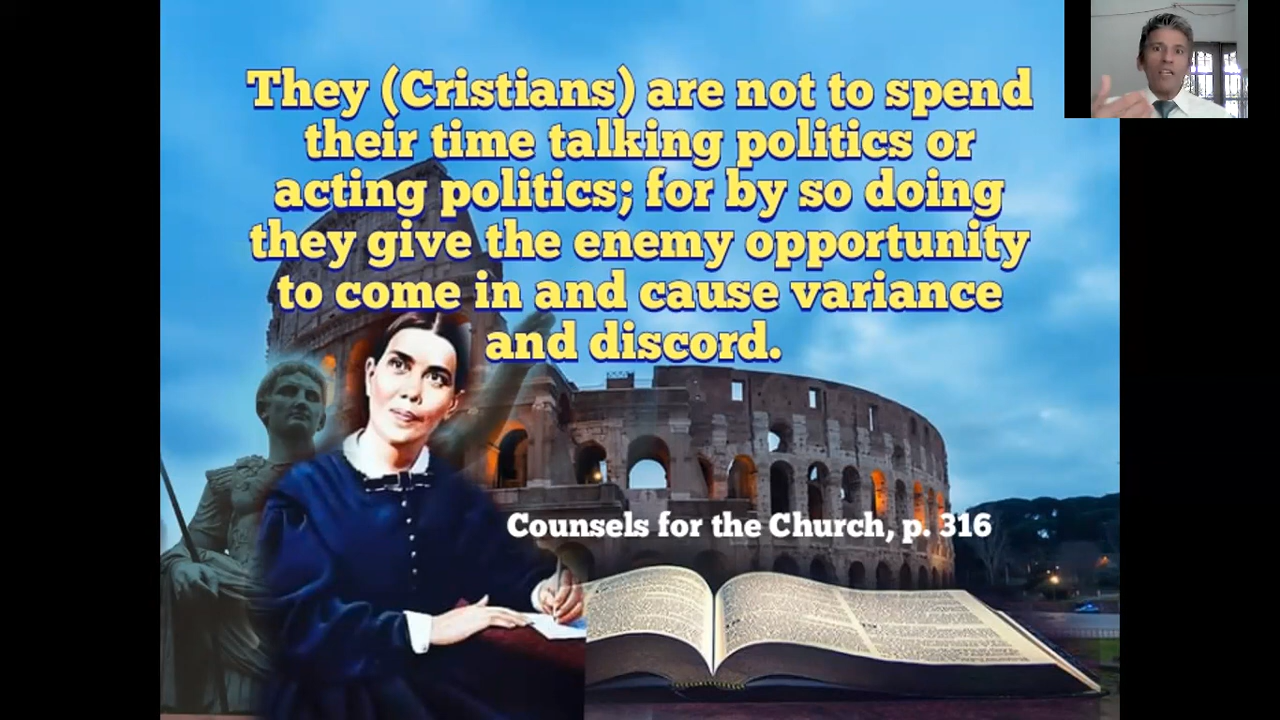 They (Cristians) are not to spend
their time talking politics or
acting politics; for by so doing
they give the enemy opportunity
to come in and cause variance
and discord.
Counsels for the Church, p. 316